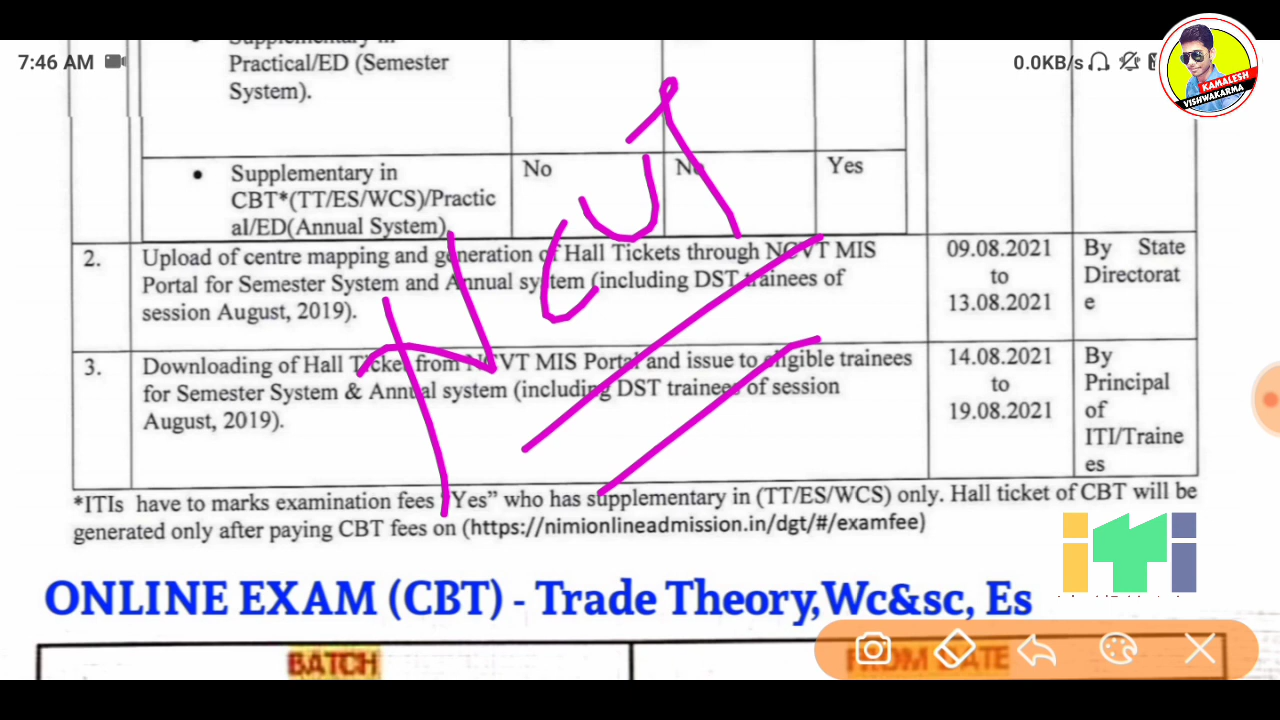 7:46 AM
0.0KB/s
KAMALESH
VISHWAKARMA
Supplementary in
Practical/ED (Semester
System).
• Supplementary in
CBT*(TT/ES/WCS)/Practic
al/ED(Annual System)
No
No
Yes
2.
Upload of centre mapping and generation of Hall Tickets through NCVT MIS
Portal for Semester System and Annual system (including DST trainees of
session August, 2019).
09.08.2021
to
13.08.2021
By State
Directorat
e
3.
Downloading of Hall Ticket from NCVT MIS Portal and issue to eligible trainees
for Semester System & Annual system (including DST trainees of session
August, 2019).
14.08.2021
to
19.08.2021
By
Principal
of
ITI/Traine
es
NCVT
*ITIs have to marks examination fees "Yes" who has supplementary in (TT/ES/WCS) only. Hall ticket of CBT will be
generated only after paying CBT fees on (https://nimionlineadmission.in/dgt/#/examfee)
iTi
ONLINE EXAM (CBT) - Trade Theory,Wc&sc, Es
BATCH
FROM DATE